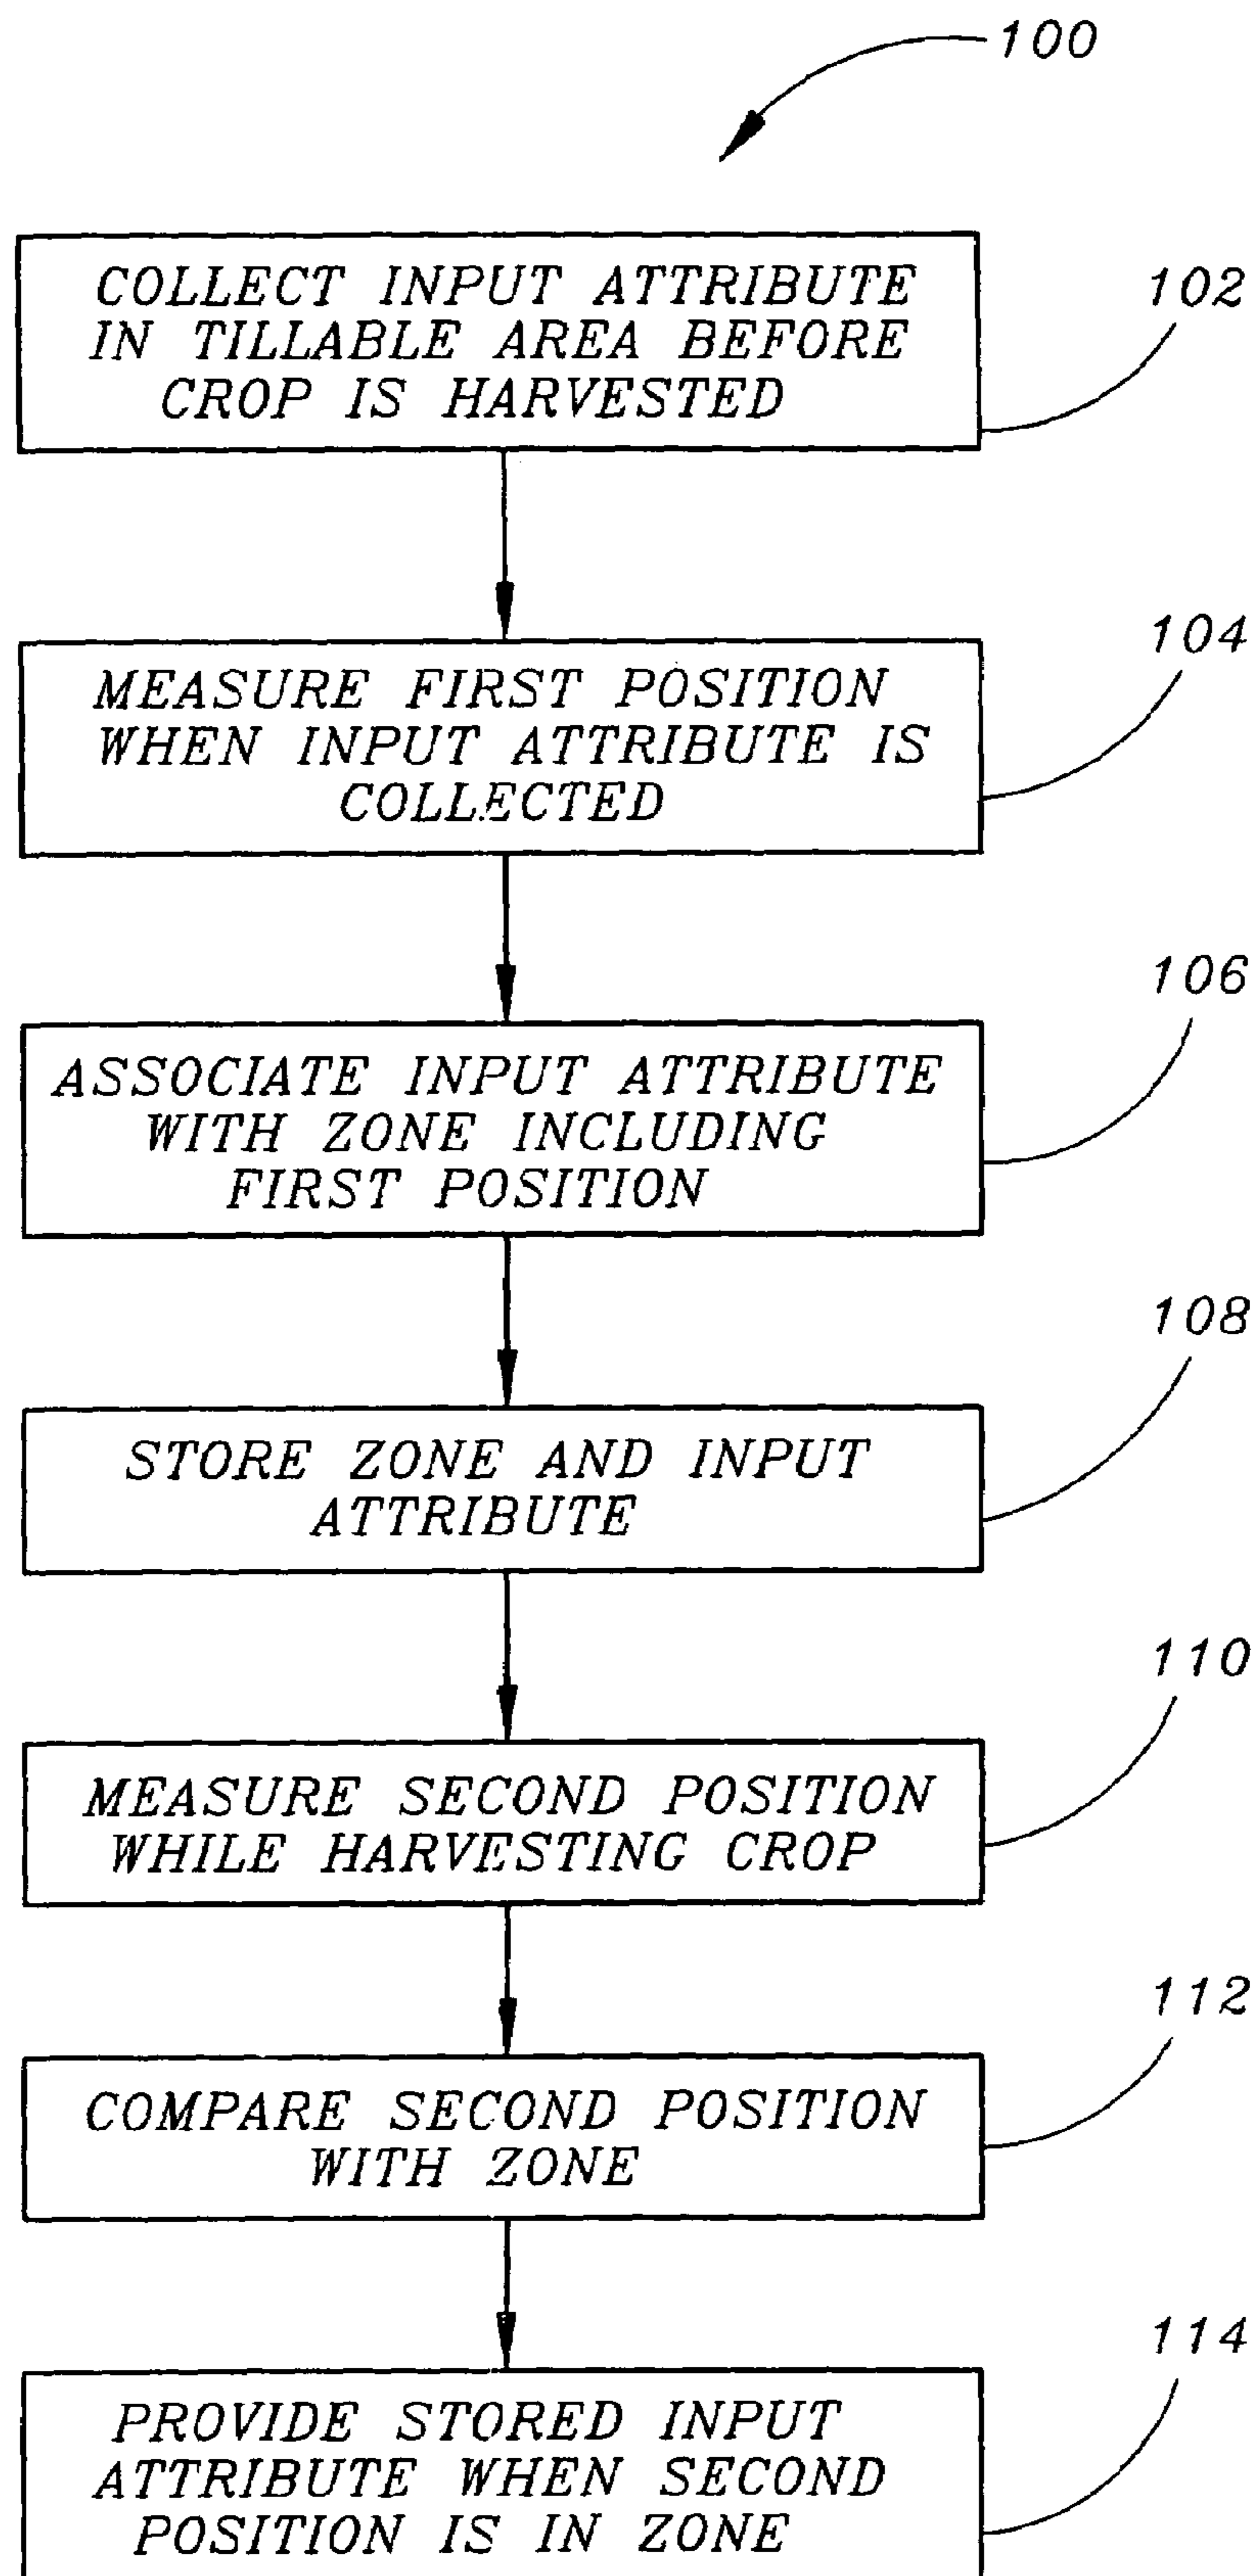 100
COLLECT INPUT ATTRIBUTE
IN TILLABLE AREA BEFORE
CROP IS HARVESTED
102
MEASURE FIRST POSITION
WHEN INPUT ATTRIBUTE IS
COLLECTED
104
ASSOCIATE INPUT ATTRIBUTE
WITH ZONE INCLUDING
FIRST POSITION
106
STORE ZONE AND INPUT
ATTRIBUTE
108
MEASURE SECOND POSITION
WHILE HARVESTING CROP
110
COMPARE SECOND POSITION
WITH ZONE
112
PROVIDE STORED INPUT
ATTRIBUTE WHEN SECOND
POSITION IS IN ZONE
114